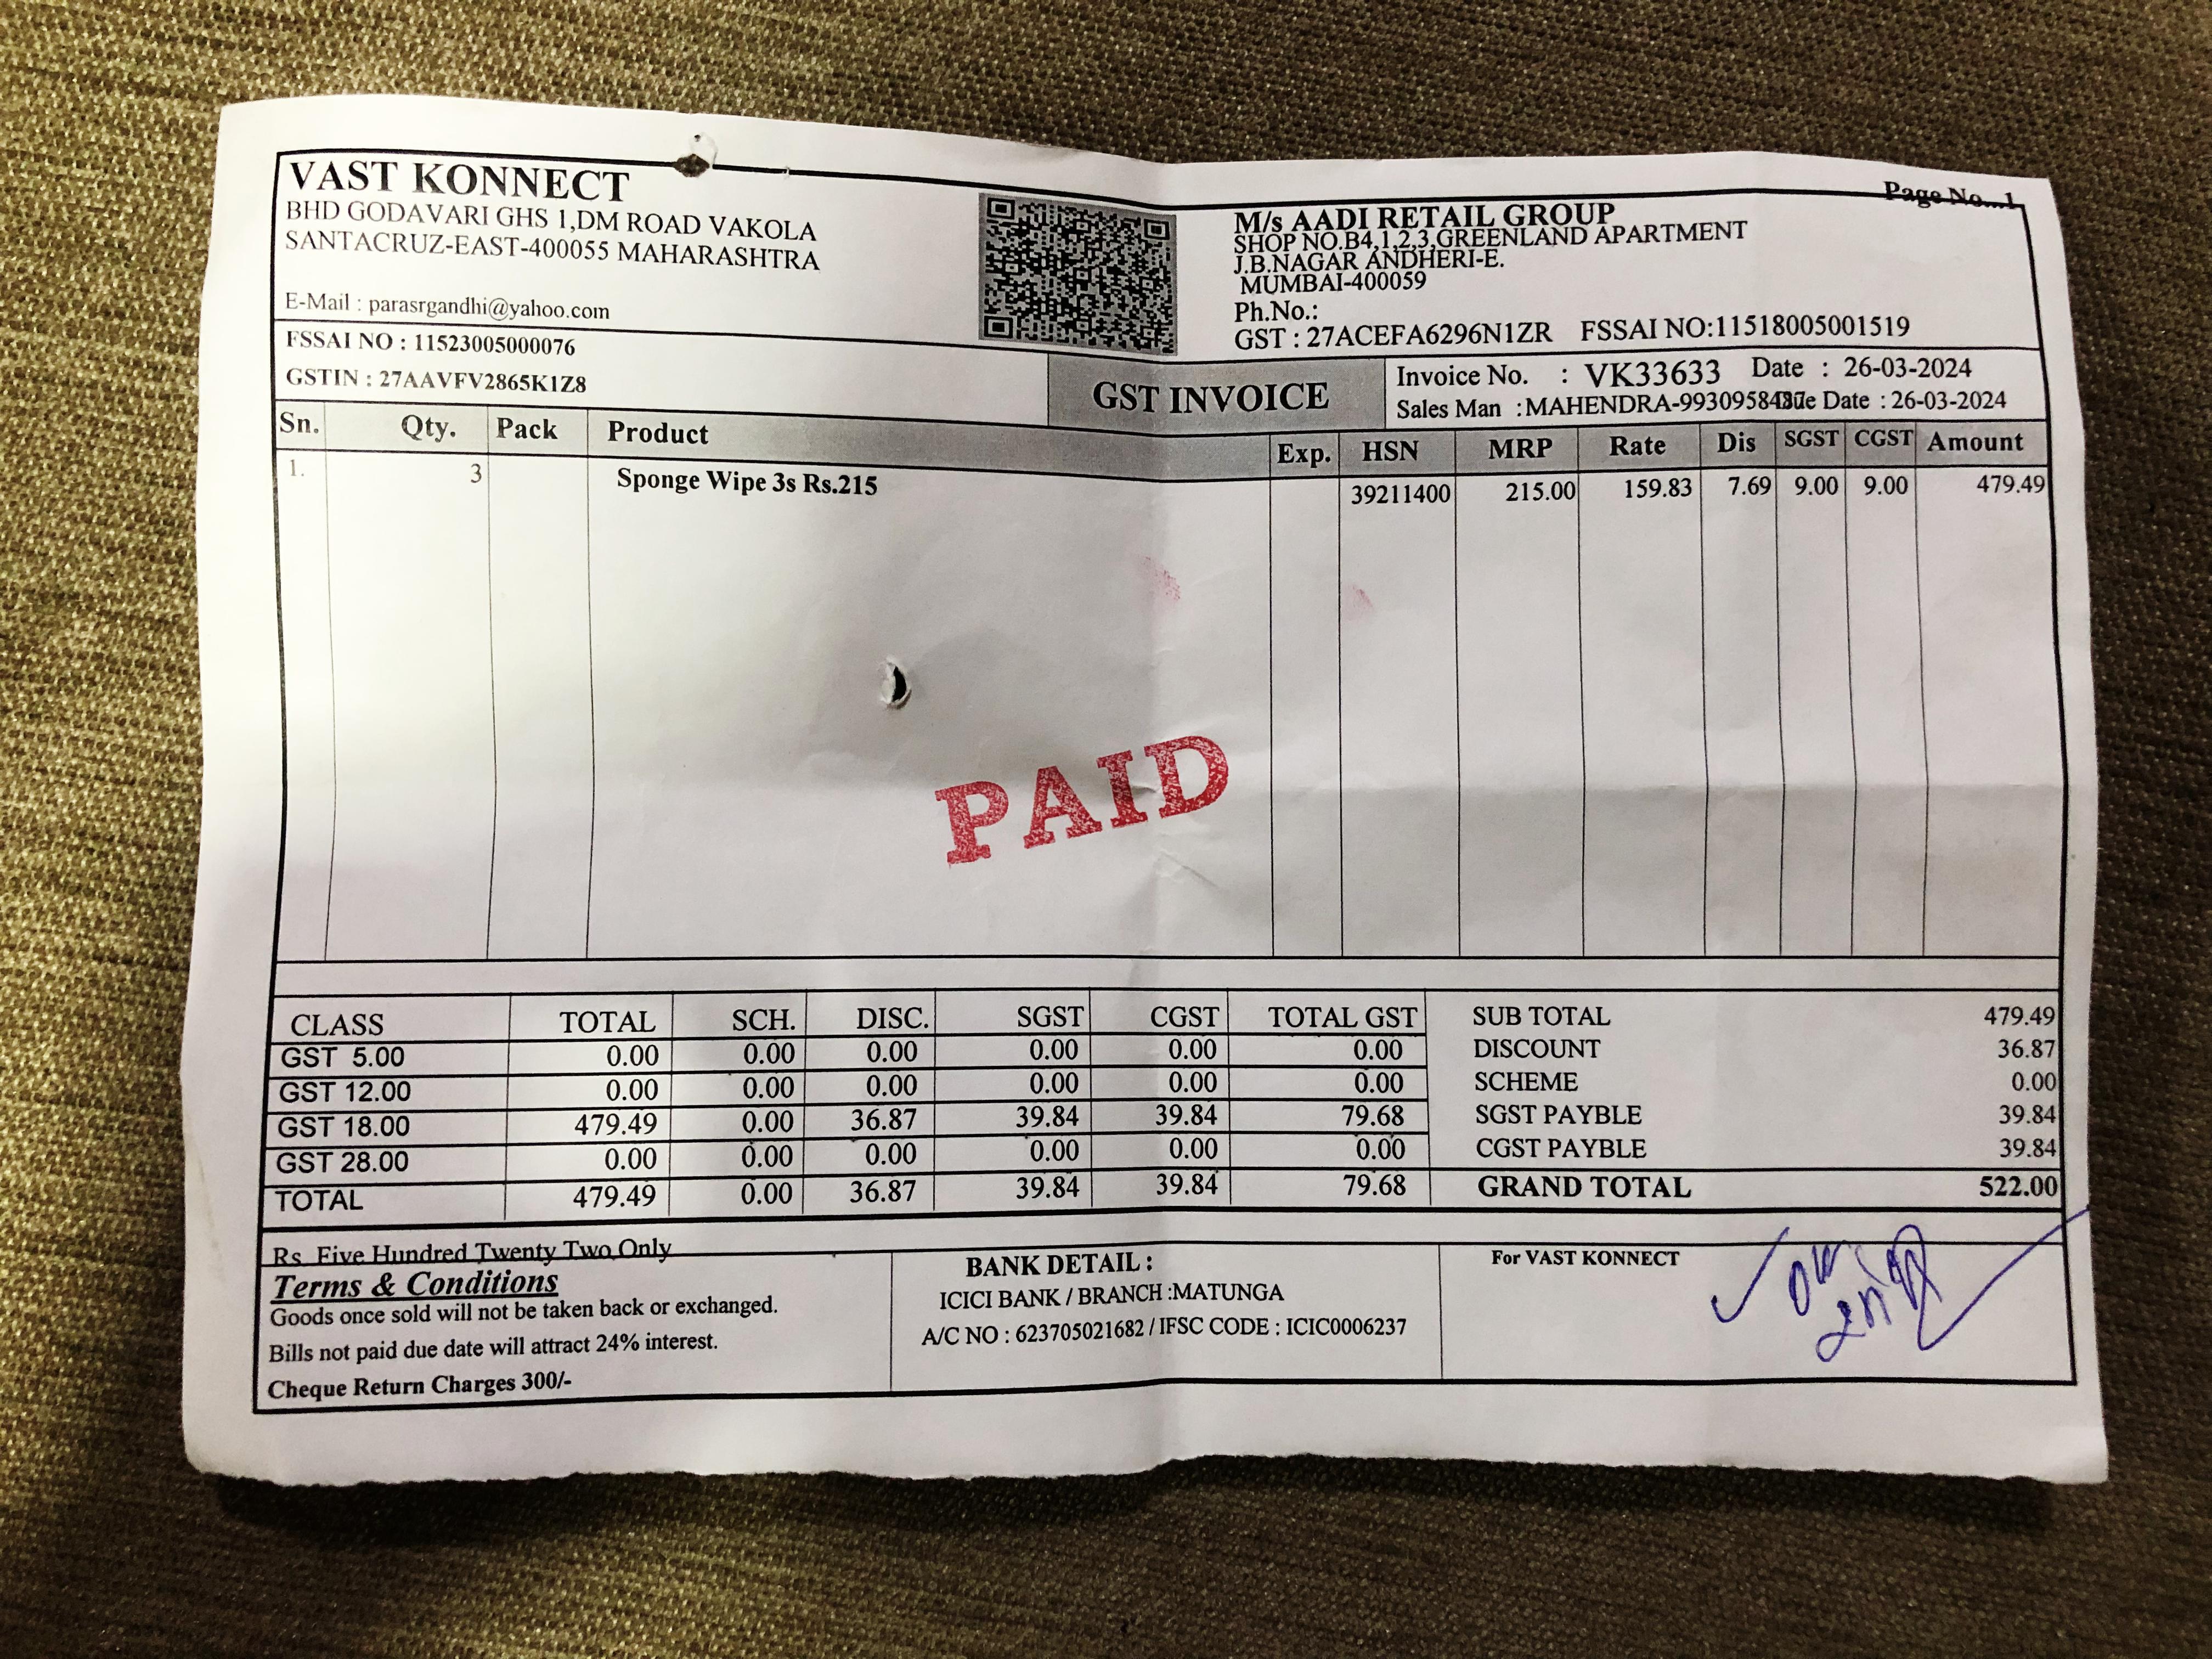 Page No...1
VAST KONNECT
BHD GODAVARI GHS 1,DM ROAD VAKOLA
SANTACRUZ-EAST-400055 MAHARASHTRA
E-Mail : parasrgandhi@yahoo.com
FSSAI NO : 11523005000076
GSTIN : 27AAVFV2865K1Z8
M/s AADI RETAIL GROUP
SHOP NO.B4,1,2,3,GREENLAND APARTMENT
J.B.NAGAR ANDHERI-E.
MUMBAI-400059
Ph.No.:
GST : 27ACEFA6296N1ZR FSSAI NO:11518005001519
GST INVOICE
Invoice No. : VK33633 Date : 26-03-2024
Sales Man :MAHENDRA- Due Date : 26-03-2024
Sn. Qty. Pack Product Exp. HSN MRP Rate Dis SGST CGST Amount
1. 3 Sponge Wipe 3s Rs.215 39211400 215.00 159.83 7.69 9.00 9.00 479.49
PAID
CLASS TOTAL SCH. DISC. SGST CGST TOTAL GST
GST 5.00 0.00 0.00 0.00 0.00 0.00 0.00
GST 12.00 0.00 0.00 0.00 0.00 0.00 0.00
GST 18.00 479.49 0.00 36.87 39.84 39.84 79.68
GST 28.00 0.00 0.00 0.00 0.00 0.00 0.00
TOTAL 479.49 0.00 36.87 39.84 39.84 79.68
SUB TOTAL 479.49
DISCOUNT 36.87
SCHEME 0.00
SGST PAYBLE 39.84
CGST PAYBLE 39.84
GRAND TOTAL 522.00
Rs. Five Hundred Twenty Two Only
Terms & Conditions
Goods once sold will not be taken back or exchanged.
Bills not paid due date will attract 24% interest.
Cheque Return Charges 300/-
BANK DETAIL :
ICICI BANK / BRANCH :MATUNGA
A/C NO : 623705021682 / IFSC CODE : ICIC0006237
For VAST KONNECT